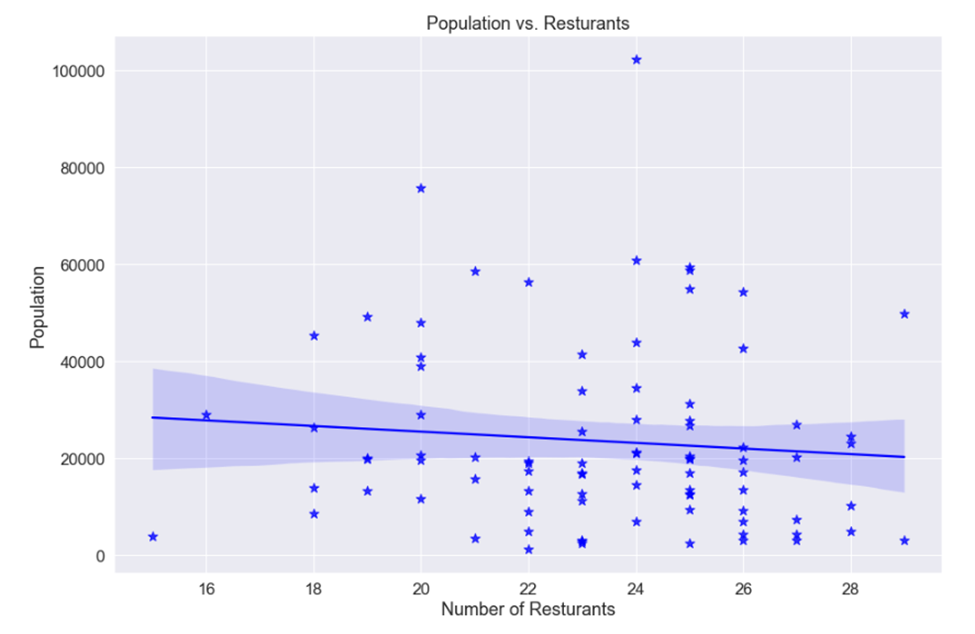 Population vs. Resturants
100000
80000
60000
40000
20000
0
Population
16 18 20 22 24 26 28
Number of Resturants